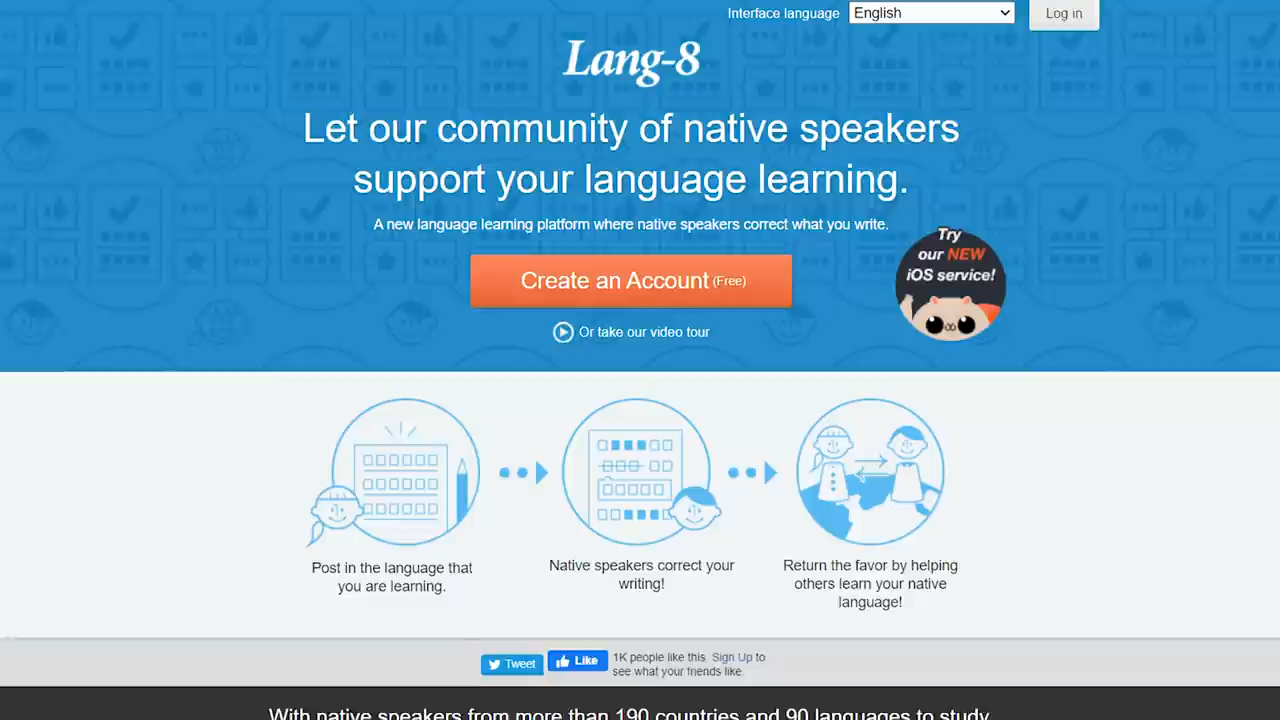 Interface language English Log in
Lang-8
Let our community of native speakers
support your language learning.
A new language learning platform where native speakers correct what you write.
Try
our NEW
iOS service!
Create an Account (Free)
Or take our video tour
Post in the language that
you are learning.
Native speakers correct your
writing!
Return the favor by helping
others learn your native
language!
Tweet
Like
1K people like this. Sign Up to
see what your friends like.
With native speakers from more than 190 countries and 90 languages to study,